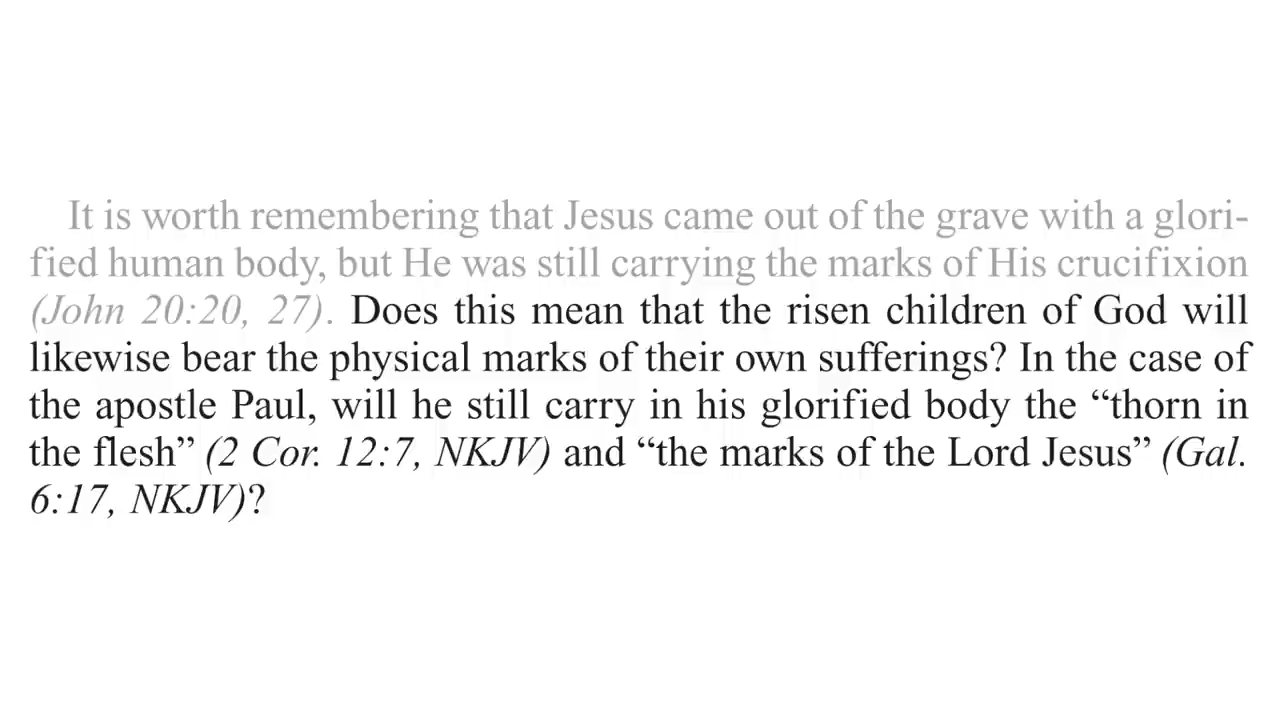 It is worth remembering that Jesus came out of the grave with a glori-
fied human body, but He was still carrying the marks of His crucifixion
(John 20:20, 27). Does this mean that the risen children of God will
likewise bear the physical marks of their own sufferings? In the case of
the apostle Paul, will he still carry in his glorified body the “thorn in
the flesh” (2 Cor. 12:7, NKJV) and “the marks of the Lord Jesus” (Gal.
6:17, NKJV)?